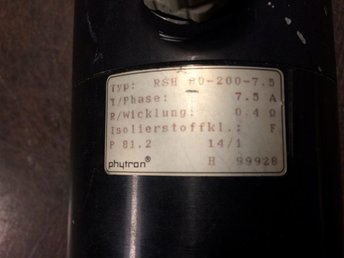 Typ: RSH 80-200-7.5
I/Phase: 7.5 A
R/Wicklung: 0.4 Ω
Isolierstoffkl.: F
P 81.2 14/1
phytron® H 99928